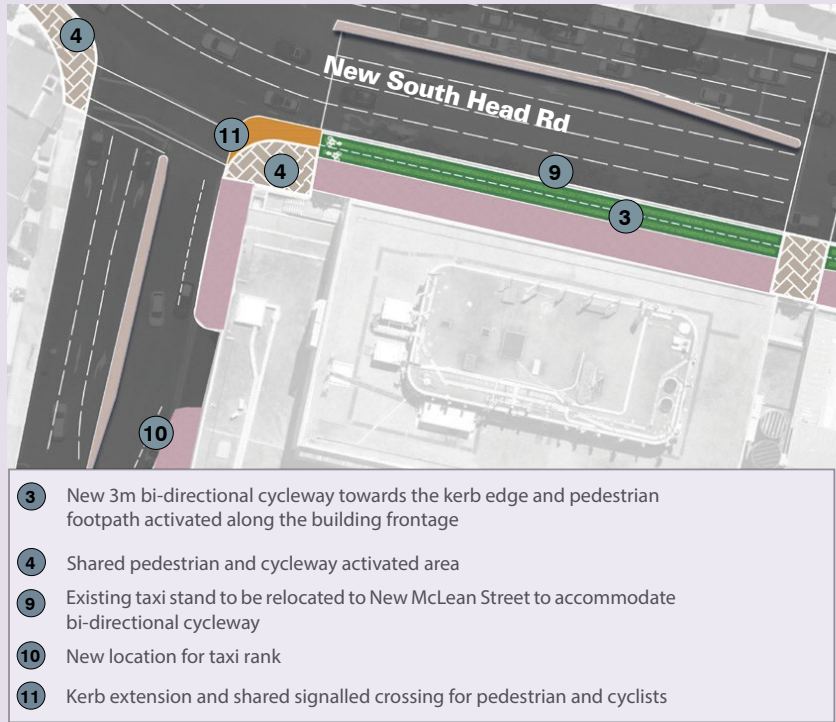 4
New South Head Rd
11
4
9
3
10
3 New 3m bi-directional cycleway towards the kerb edge and pedestrian
footpath activated along the building frontage
4 Shared pedestrian and cycleway activated area
9 Existing taxi stand to be relocated to New McLean Street to accommodate
bi-directional cycleway
10 New location for taxi rank
11 Kerb extension and shared signalled crossing for pedestrian and cyclists